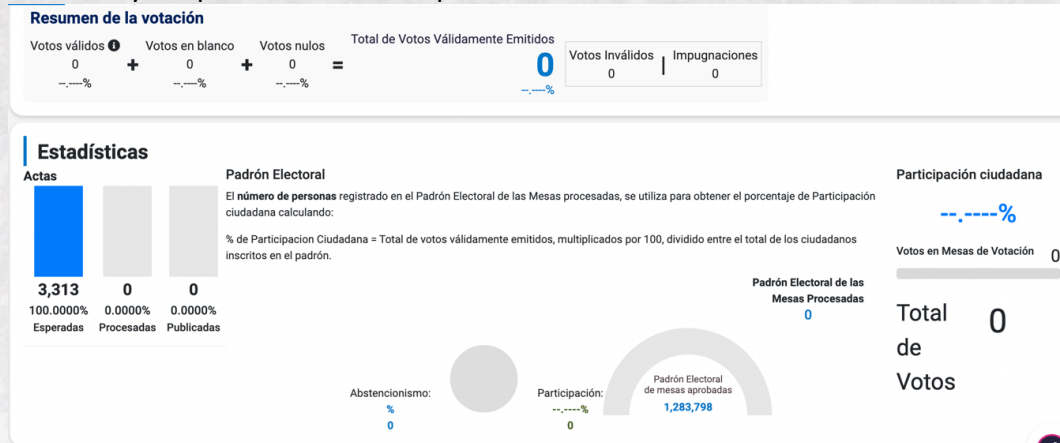 Resumen de la votación
Votos válidos + Votos en blanco + Votos nulos = Total de Votos Válidamente Emitidos
0 0 0 0
--.----% --.----% --.----% --.----%
Votos Inválidos | Impugnaciones
0 0
Estadísticas
Actas
3,313 0 0
100.0000% 0.0000% 0.0000%
Esperadas Procesadas Publicadas
Padrón Electoral
El número de personas registrado en el Padrón Electoral de las Mesas procesadas, se utiliza para obtener el porcentaje de Participación
ciudadana calculando:
% de Participacion Ciudadana = Total de votos válidamente emitidos, multiplicados por 100, dividido entre el total de los ciudadanos
inscritos en el padrón.
Padrón Electoral de las
Mesas Procesadas
0
Abstencionismo:
%
0
Participación:
--.----%
0
Padrón Electoral
de mesas aprobadas
1,283,798
Participación ciudadana
--.----%
Votos en Mesas de Votación 0
Total
de
Votos
0